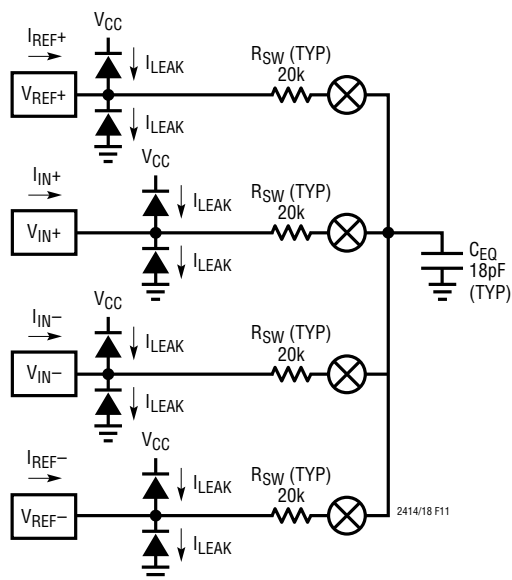 VCC
IREF+
ILEAK
RSW (TYP)
20k
VREF+
ILEAK
VCC
IIN+
ILEAK
RSW (TYP)
20k
VIN+
ILEAK
CEQ
18pF
(TYP)
VCC
IIN−
ILEAK
RSW (TYP)
20k
VIN−
ILEAK
VCC
IREF−
ILEAK
RSW (TYP)
20k
VREF−
2414/18 F11
ILEAK